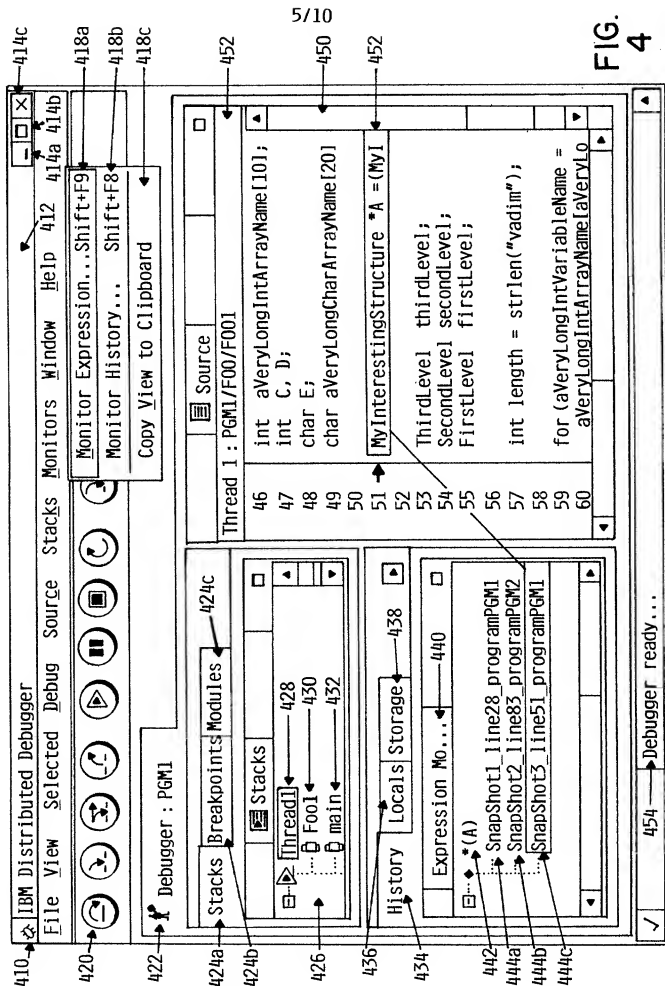 5/10
410 IBM Distributed Debugger 412 414a 414b 414c
File View Selected Debug Source Stacks Monitors Window Help
Monitor Expression...Shift+F9 418a
Monitor History... Shift+F8 418b
Copy View to Clipboard 418c
420
422 Debugger : PGM1
424a Stacks Breakpoints Modules 424c
424b
Stacks
426
Thread1 428
Foo1 430
main 432
436
434 History Locals Storage 438
Expression Mo... 440
442 *(A)
444a SnapShot1_line28_programPGM1
444b SnapShot2_line83_programPGM2
444c SnapShot3_line51_programPGM1
Source
Thread 1 : PGM1/F00/F001 452
46 int aVeryLongIntArrayName[10];
47 int C, D;
48 char E;
49 char aVeryLongCharArrayName[20]
450
50
51 MyInterestingStructure *A =(MyI 452
52
53 ThirdLevel thirdLevel;
54 SecondLevel secondLevel;
55 FirstLevel firstLevel;
56
57 int length = strlen("vadim");
58
59 for (aVeryLongIntVariableName =
60 aVeryLongIntArrayName[aVeryLo
454 Debugger ready...
FIG.
4